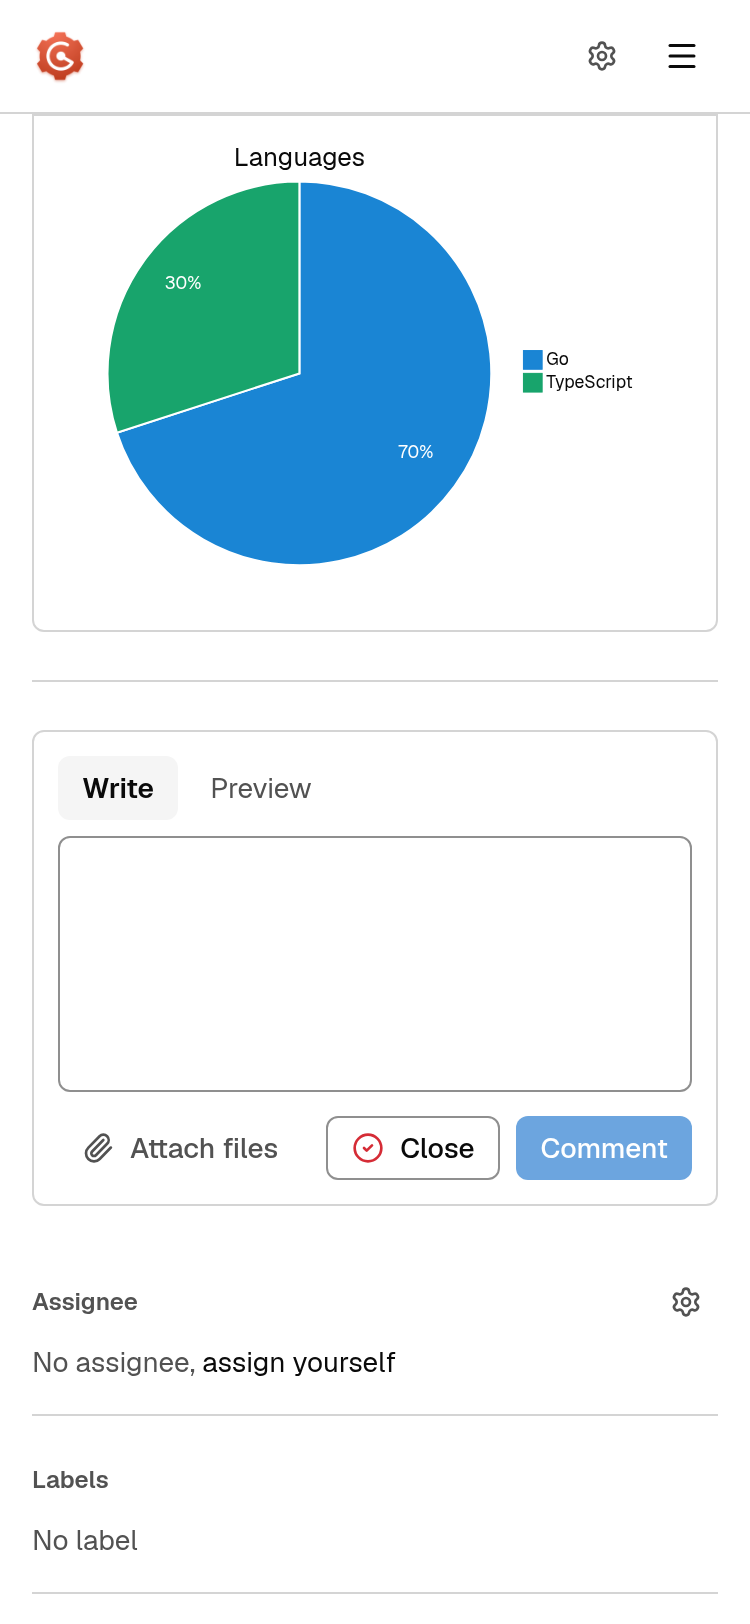 Languages
30%
70%
Go
TypeScript
Write
Preview
Attach files
Close
Comment
Assignee
No assignee, assign yourself
Labels
No label